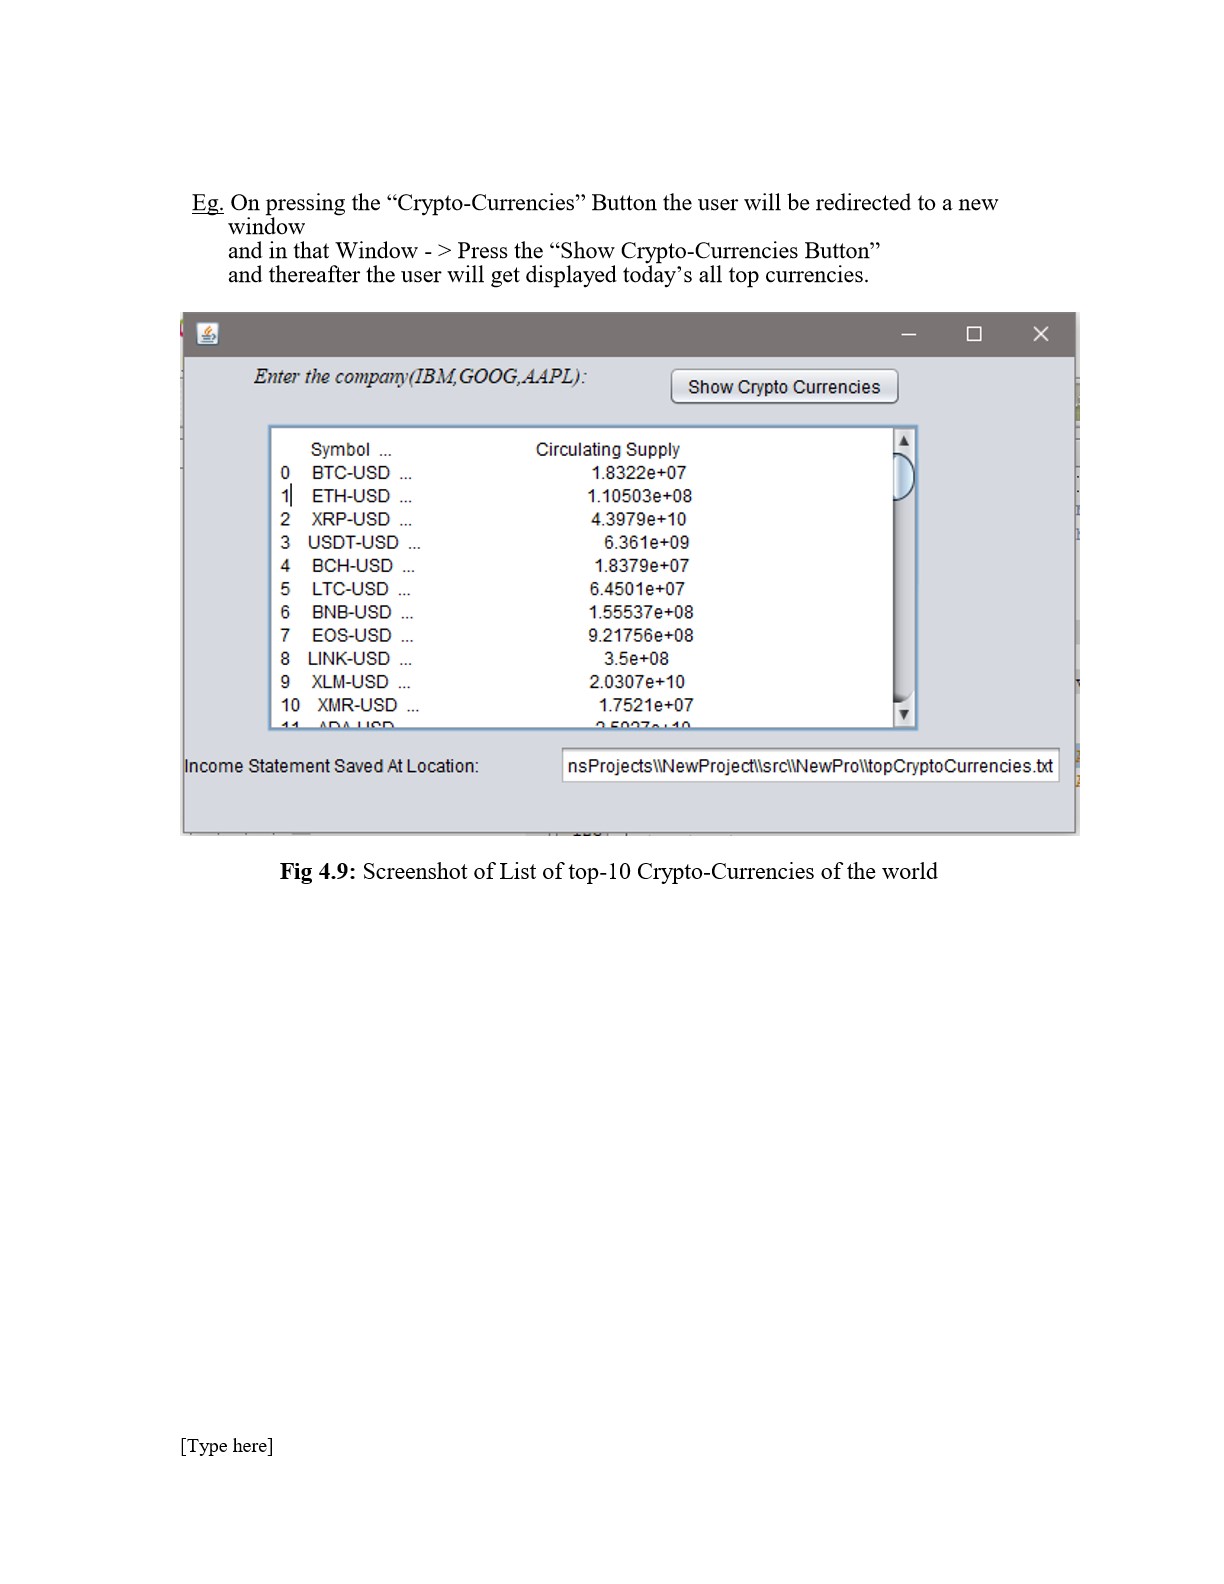 Eg. On pressing the “Crypto-Currencies” Button the user will be redirected to a new
window
and in that Window - > Press the “Show Crypto-Currencies Button”
and thereafter the user will get displayed today’s all top currencies.
Enter the company(IBM,GOOG,AAPL):
Show Crypto Currencies
Symbol ... Circulating Supply
0 BTC-USD ... 1.8322e+07
1 ETH-USD ... 1.10503e+08
2 XRP-USD ... 4.3979e+10
3 USDT-USD ... 6.361e+09
4 BCH-USD ... 1.8379e+07
5 LTC-USD ... 6.4501e+07
6 BNB-USD ... 1.55537e+08
7 EOS-USD ... 9.21756e+08
8 LINK-USD ... 3.5e+08
9 XLM-USD ... 2.0307e+10
10 XMR-USD ... 1.7521e+07
11 ADA-USD
Income Statement Saved At Location: nsProjects\\NewProject\\src\\NewPro\\topCryptoCurrencies.txt
Fig 4.9: Screenshot of List of top-10 Crypto-Currencies of the world
[Type here]